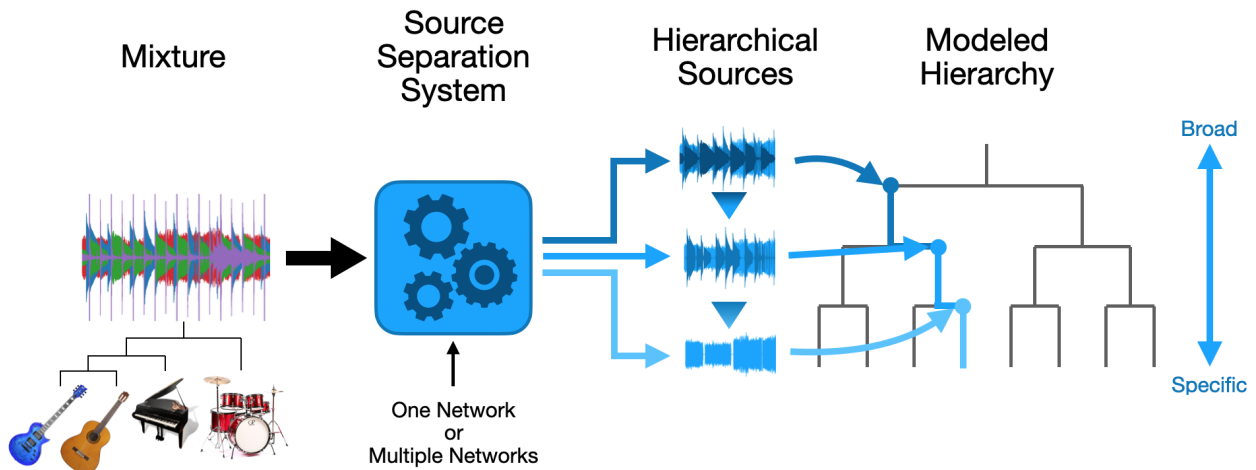 Mixture
Source
Separation
System
Hierarchical
Sources
Modeled
Hierarchy
Broad
Specific
One Network
or
Multiple Networks